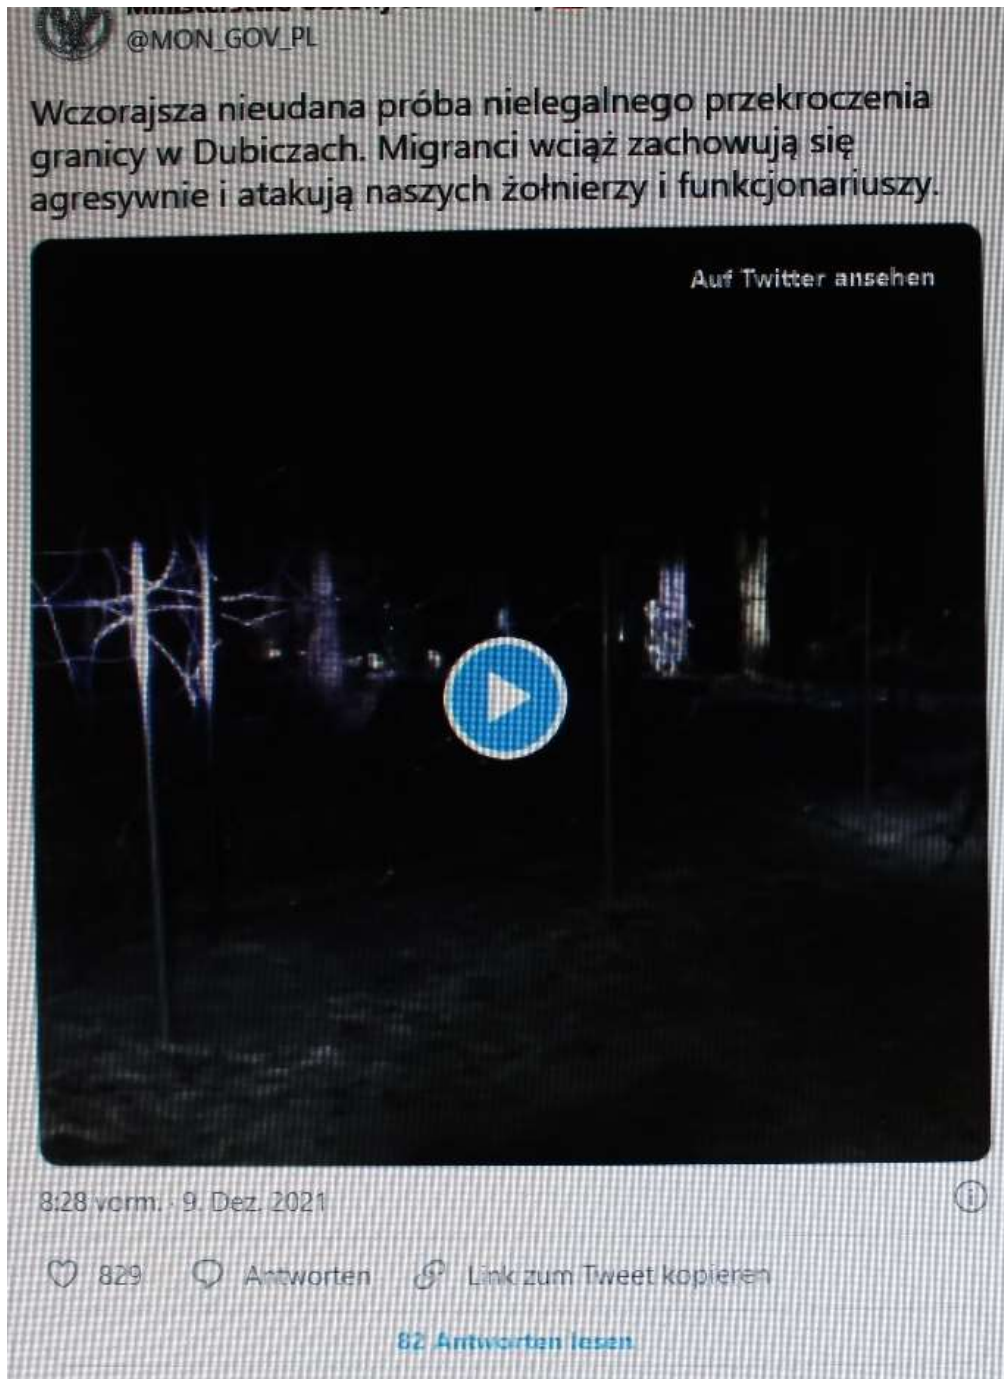 @MON_GOV_PL
Wczorajsza nieudana próba nielegalnego przekroczenia
granicy w Dubiczach. Migranci wciąż zachowują się
agresywnie i atakują naszych żołnierzy i funkcjonariuszy.
Auf Twitter ansehen
8:28 vorm. · 9. Dez. 2021
829 Antworten Link zum Tweet kopieren
82 Antworten lesen